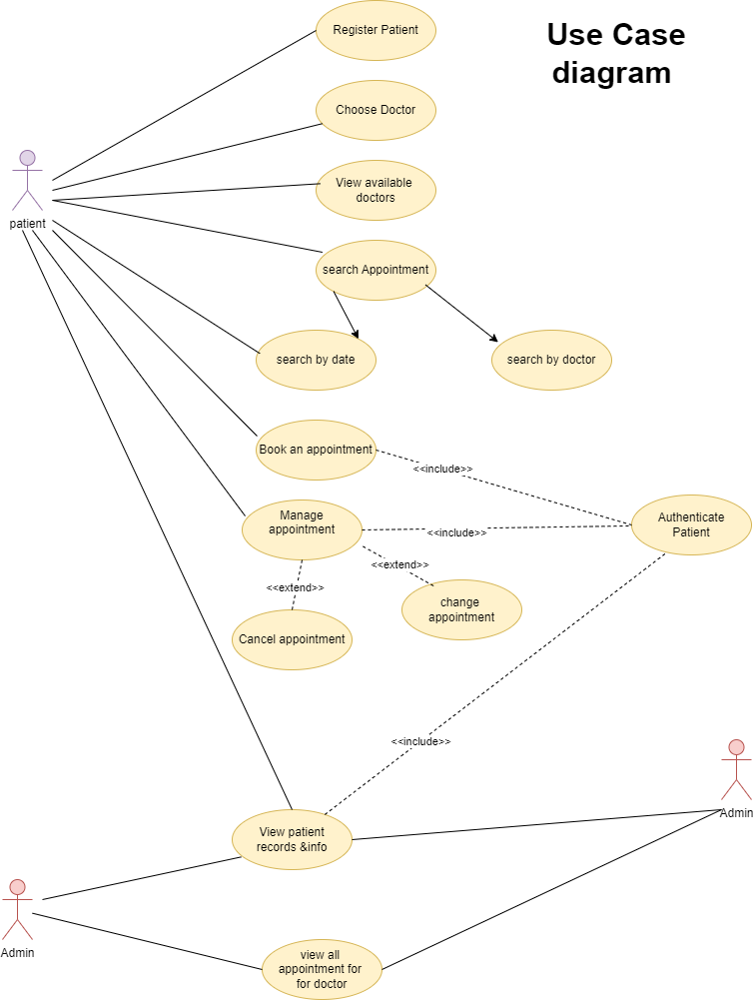 Use Case
diagram
Register Patient
Choose Doctor
View available
doctors
patient
search Appointment
search by date
search by doctor
Book an appointment
<<include>>
Manage
appointment
<<include>>
Authenticate
Patient
<<extend>>
<<extend>>
change
appointment
Cancel appointment
<<include>>
Admin
View patient
records &info
Admin
view all
appointment for
for doctor